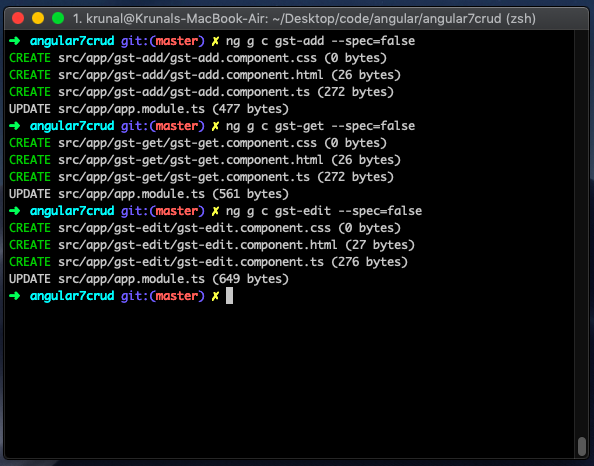 1. krunal@Krunals-MacBook-Air: ~/Desktop/code/angular/angular7crud (zsh)
➜ angular7crud git:(master) ✗ ng g c gst-add --spec=false
CREATE src/app/gst-add/gst-add.component.css (0 bytes)
CREATE src/app/gst-add/gst-add.component.html (26 bytes)
CREATE src/app/gst-add/gst-add.component.ts (272 bytes)
UPDATE src/app/app.module.ts (477 bytes)
➜ angular7crud git:(master) ✗ ng g c gst-get --spec=false
CREATE src/app/gst-get/gst-get.component.css (0 bytes)
CREATE src/app/gst-get/gst-get.component.html (26 bytes)
CREATE src/app/gst-get/gst-get.component.ts (272 bytes)
UPDATE src/app/app.module.ts (561 bytes)
➜ angular7crud git:(master) ✗ ng g c gst-edit --spec=false
CREATE src/app/gst-edit/gst-edit.component.css (0 bytes)
CREATE src/app/gst-edit/gst-edit.component.html (27 bytes)
CREATE src/app/gst-edit/gst-edit.component.ts (276 bytes)
UPDATE src/app/app.module.ts (649 bytes)
➜ angular7crud git:(master) ✗